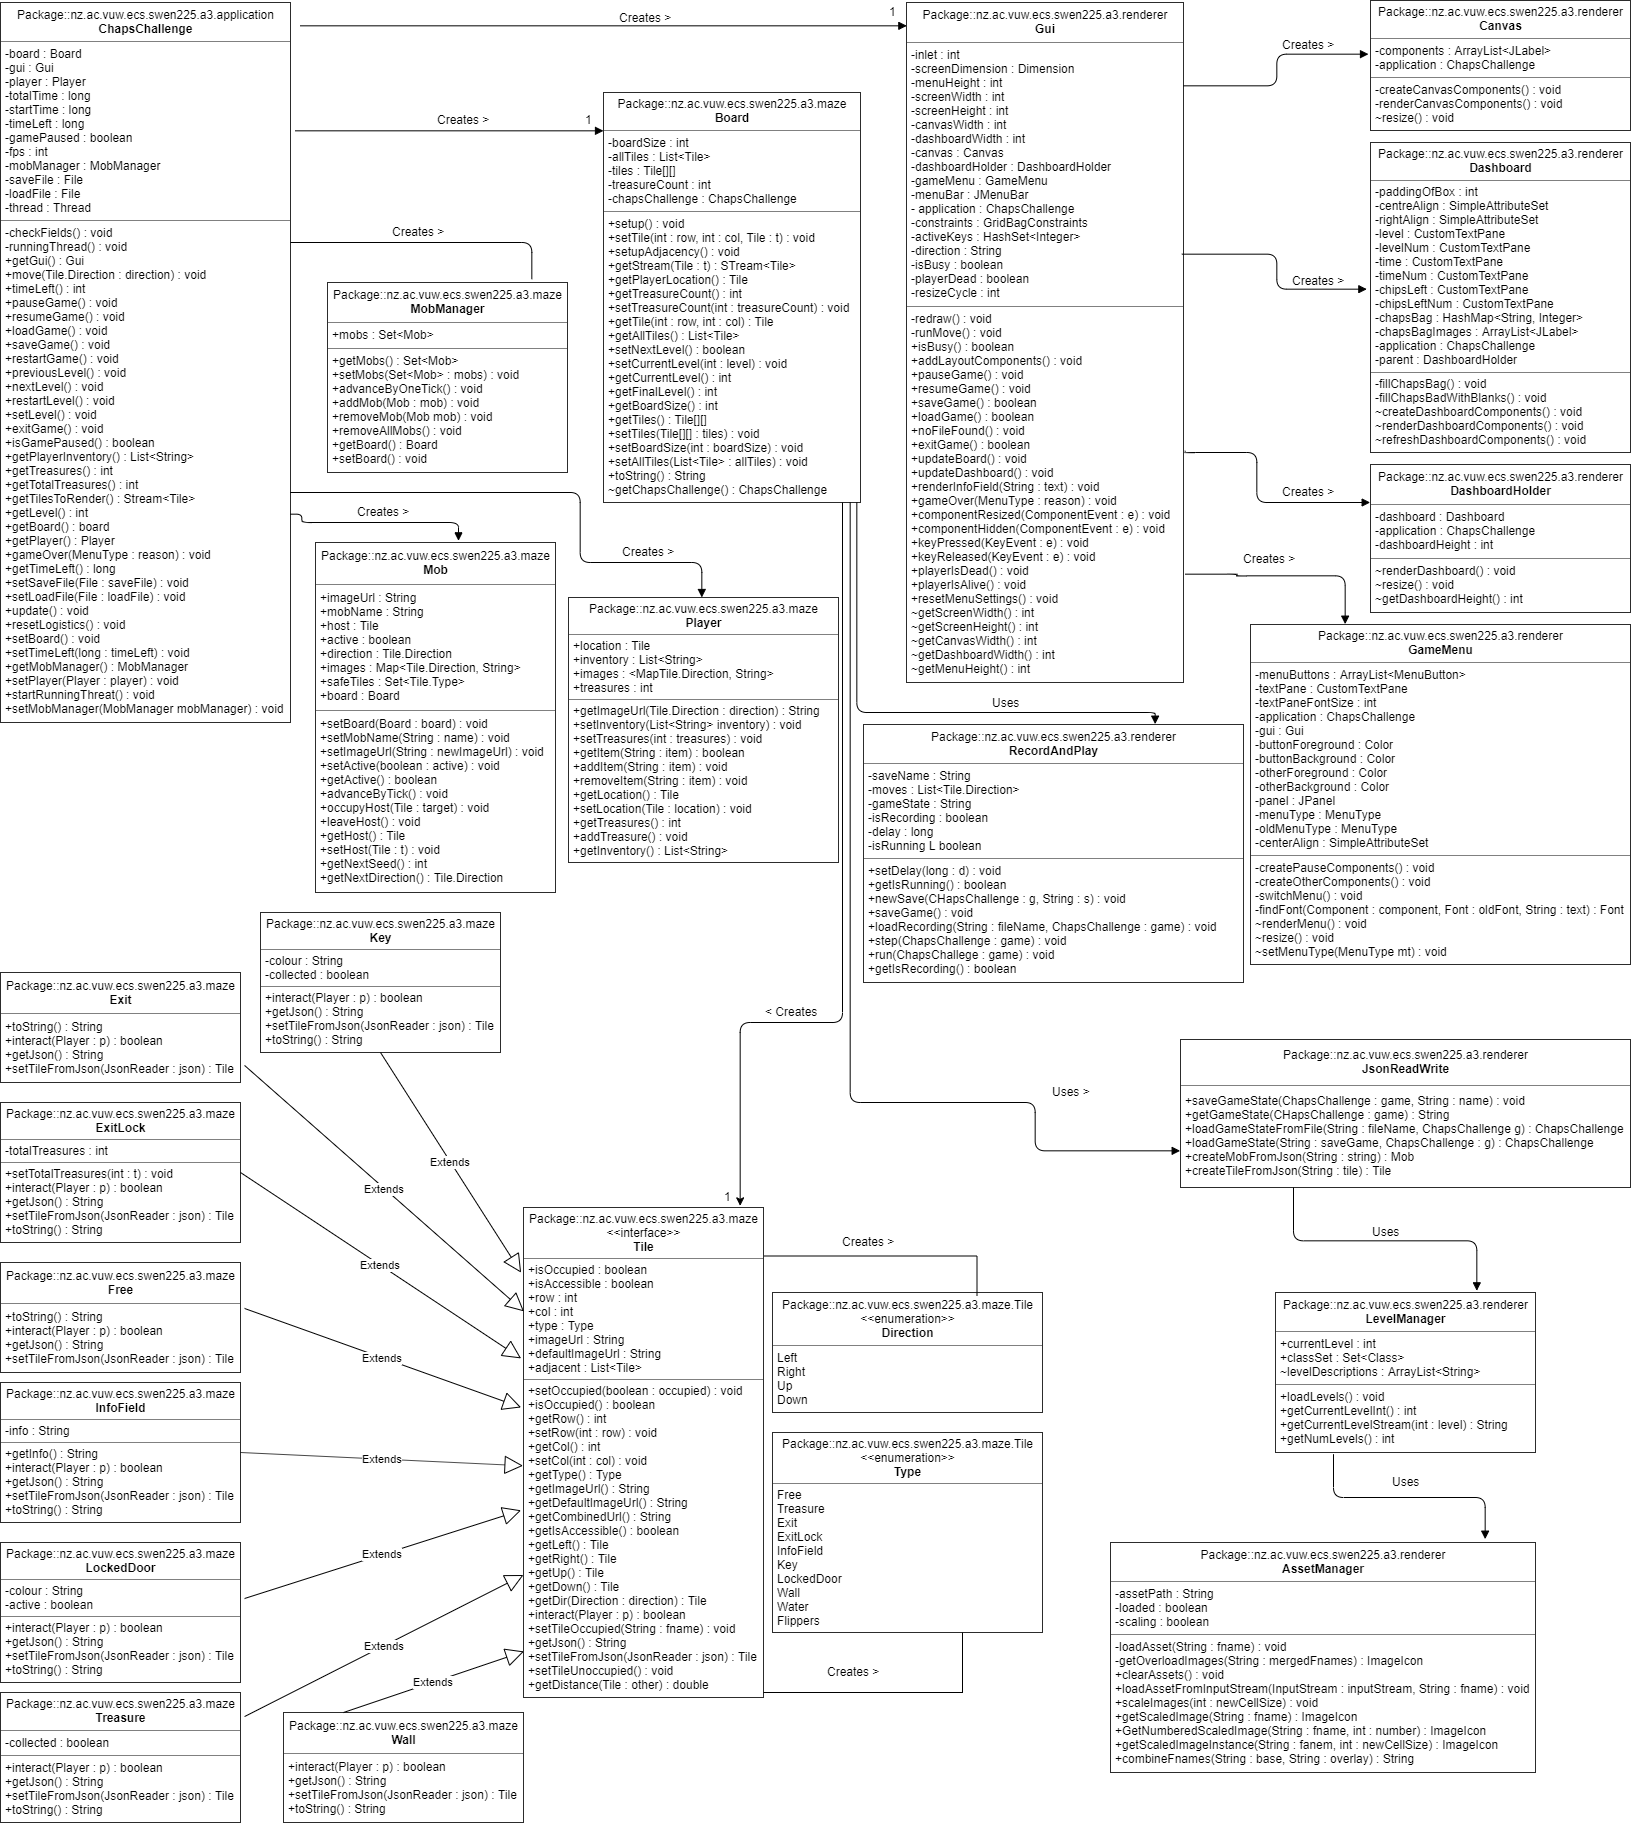 Package::nz.ac.vuw.ecs.swen225.a3.application
ChapsChallenge
-board : Board
-gui : Gui
-player : Player
-totalTime : long
-startTime : long
-timeLeft : long
-gamePaused : boolean
-fps : int
-mobManager : MobManager
-saveFile : File
-loadFile : File
-thread : Thread
-checkFields() : void
-runningThread() : void
+getGui() : Gui
+move(Tile.Direction : direction) : void
+timeLeft() : int
+pauseGame() : void
+resumeGame() : void
+loadGame() : void
+saveGame() : void
+restartGame() : void
+previousLevel() : void
+nextLevel() : void
+restartLevel() : void
+setLevel() : void
+exitGame() : void
+isGamePaused() : boolean
+getPlayerInventory() : List<String>
+getTreasures() : int
+getTotalTreasures() : int
+getTilesToRender() : Stream<Tile>
+getLevel() : int
+getBoard() : board
+getPlayer() : Player
+gameOver(MenuType : reason) : void
+getTimeLeft() : long
+setSaveFile(File : saveFile) : void
+setLoadFile(File : loadFile) : void
+update() : void
+resetLogistics() : void
+setBoard() : void
+setTimeLeft(long : timeLeft) : void
+getMobManager() : MobManager
+setPlayer(Player : player) : void
+startRunningThreat() : void
+setMobManager(MobManager mobManager) : void
Creates >
1
Creates >
1
Creates >
Creates >
Creates >
Package::nz.ac.vuw.ecs.swen225.a3.maze
Board
-boardSize : int
-allTiles : List<Tile>
-tiles : Tile[][]
-treasureCount : int
-chapsChallenge : ChapsChallenge
+setup() : void
+setTile(int : row, int : col, Tile : t) : void
+setupAdjacency() : void
+getStream(Tile : t) : STream<Tile>
+getPlayerLocation() : Tile
+getTreasureCount() : int
+setTreasureCount(int : treasureCount) : void
+getTile(int : row, int : col) : Tile
+getAllTiles() : List<Tile>
+setNextLevel() : boolean
+setCurrentLevel(int : level) : void
+getCurrentLevel() : int
+getFinalLevel() : int
+getBoardSize() : int
+getTiles() : Tile[][]
+setTiles(Tile[][] : tiles) : void
+setBoardSize(int : boardSize) : void
+setAllTiles(List<Tile> : allTiles) : void
+toString() : String
~getChapsChallenge() : ChapsChallenge
Package::nz.ac.vuw.ecs.swen225.a3.maze
MobManager
+mobs : Set<Mob>
+getMobs() : Set<Mob>
+setMobs(Set<Mob> : mobs) : void
+advanceByOneTick() : void
+addMob(Mob : mob) : void
+removeMob(Mob mob) : void
+removeAllMobs() : void
+getBoard() : Board
+setBoard() : void
Package::nz.ac.vuw.ecs.swen225.a3.maze
Mob
+imageUrl : String
+mobName : String
+host : Tile
+active : boolean
+direction : Tile.Direction
+images : Map<Tile.Direction, String>
+safeTiles : Set<Tile.Type>
+board : Board
+setBoard(Board : board) : void
+setMobName(String : name) : void
+setImageUrl(String : newImageUrl) : void
+setActive(boolean : active) : void
+getActive() : boolean
+advanceByTick() : void
+occupyHost(Tile : target) : void
+leaveHost() : void
+getHost() : Tile
+setHost(Tile : t) : void
+getNextSeed() : int
+getNextDirection() : Tile.Direction
Package::nz.ac.vuw.ecs.swen225.a3.maze
Player
+location : Tile
+inventory : List<String>
+images : <MapTile.Direction, String>
+treasures : int
+getImageUrl(Tile.Direction : direction) : String
+setInventory(List<String> inventory) : void
+setTreasures(int : treasures) : void
+getItem(String : item) : boolean
+addItem(String : item) : void
+removeItem(String : item) : void
+getLocation() : Tile
+setLocation(Tile : location) : void
+getTreasures() : int
+addTreasure() : void
+getInventory() : List<String>
Package::nz.ac.vuw.ecs.swen225.a3.renderer
Gui
-inlet : int
-screenDimension : Dimension
-menuHeight : int
-screenWidth : int
-screenHeight : int
-canvasWidth : int
-dashboardWidth : int
-canvas : Canvas
-dashboardHolder : DashboardHolder
-gameMenu : GameMenu
-menuBar : JMenuBar
- application : ChapsChallenge
-constraints : GridBagConstraints
-activeKeys : HashSet<Integer>
-direction : String
-isBusy : boolean
-playerDead : boolean
-resizeCycle : int
-redraw() : void
-runMove() : void
+isBusy() : boolean
+addLayoutComponents() : void
+pauseGame() : void
+resumeGame() : void
+saveGame() : boolean
+loadGame() : boolean
+noFileFound() : void
+exitGame() : boolean
+updateBoard() : void
+updateDashboard() : void
+renderInfoField(String : text) : void
+gameOver(MenuType : reason) : void
+componentResized(ComponentEvent : e) : void
+componentHidden(ComponentEvent : e) : void
+keyPressed(KeyEvent : e) : void
+keyReleased(KeyEvent : e) : void
+playerIsDead() : void
+playerIsAlive() : void
+resetMenuSettings() : void
~getScreenWidth() : int
~getScreenHeight() : int
~getCanvasWidth() : int
~getDashboardWidth() : int
~getMenuHeight() : int
Creates >
Creates >
Creates >
Creates >
Package::nz.ac.vuw.ecs.swen225.a3.renderer
Canvas
-components : ArrayList<JLabel>
-application : ChapsChallenge
-createCanvasComponents() : void
-renderCanvasComponents() : void
~resize() : void
Package::nz.ac.vuw.ecs.swen225.a3.renderer
Dashboard
-paddingOfBox : int
-centreAlign : SimpleAttributeSet
-rightAlign : SimpleAttributeSet
-level : CustomTextPane
-levelNum : CustomTextPane
-time : CustomTextPane
-timeNum : CustomTextPane
-chipsLeft : CustomTextPane
-chipsLeftNum : CustomTextPane
-chapsBag : HashMap<String, Integer>
-chapsBagImages : ArrayList<JLabel>
-application : ChapsChallenge
-parent : DashboardHolder
-fillChapsBag() : void
-fillChapsBadWithBlanks() : void
~createDashboardComponents() : void
~renderDashboardComponents() : void
~refreshDashboardComponents() : void
Package::nz.ac.vuw.ecs.swen225.a3.renderer
DashboardHolder
-dashboard : Dashboard
-application : ChapsChallenge
-dashboardHeight : int
~renderDashboard() : void
~resize() : void
~getDashboardHeight() : int
Package::nz.ac.vuw.ecs.swen225.a3.renderer
GameMenu
-menuButtons : ArrayList<MenuButton>
-textPane : CustomTextPane
-textPaneFontSize : int
-application : ChapsChallenge
-gui : Gui
-buttonForeground : Color
-buttonBackground : Color
-otherForeground : Color
-otherBackground : Color
-panel : JPanel
-menuType : MenuType
-oldMenuType : MenuType
-centerAlign : SimpleAttributeSet
-createPauseComponents() : void
-createOtherComponents() : void
-switchMenu() : void
-findFont(Component : component, Font : oldFont, String : text) : Font
~renderMenu() : void
~resize() : void
~setMenuType(MenuType mt) : void
Uses
Package::nz.ac.vuw.ecs.swen225.a3.renderer
RecordAndPlay
-saveName : String
-moves : List<Tile.Direction>
-gameState : String
-isRecording : boolean
-delay : long
-isRunning L boolean
+setDelay(long : d) : void
+getIsRunning() : boolean
+newSave(CHapsChallenge : g, String : s) : void
+saveGame() : void
+loadRecording(String : fileName, ChapsChallenge : game) : void
+step(ChapsChallenge : game) : void
+run(ChapsChallege : game) : void
+getIsRecording() : boolean
< Creates
1
Uses >
Package::nz.ac.vuw.ecs.swen225.a3.renderer
JsonReadWrite
+saveGameState(ChapsChallenge : game, String : name) : void
+getGameState(CHapsChallenge : game) : String
+loadGameStateFromFile(String : fileName, ChapsChallenge g) : ChapsChallenge
+loadGameState(String : saveGame, ChapsChallenge : g) : ChapsChallenge
+createMobFromJson(String : string) : Mob
+createTileFromJson(String : tile) : Tile
Uses
Package::nz.ac.vuw.ecs.swen225.a3.renderer
LevelManager
+currentLevel : int
+classSet : Set<Class>
~levelDescriptions : ArrayList<String>
+loadLevels() : void
+getCurrentLevelInt() : int
+getCurrentLevelStream(int : level) : String
+getNumLevels() : int
Uses
Package::nz.ac.vuw.ecs.swen225.a3.renderer
AssetManager
-assetPath : String
-loaded : boolean
-scaling : boolean
-loadAsset(String : fname) : void
-getOverloadImages(String : mergedFnames) : ImageIcon
+clearAssets() : void
+loadAssetFromInputStream(InputStream : inputStream, String : fname) : void
+scaleImages(int : newCellSize) : void
+getScaledImage(String : fname) : ImageIcon
+GetNumberedScaledImage(String : fname, int : number) : ImageIcon
+getScaledImageInstance(String : fanem, int : newCellSize) : ImageIcon
+combineFnames(String : base, String : overlay) : String
Package::nz.ac.vuw.ecs.swen225.a3.maze
Key
-colour : String
-collected : boolean
+interact(Player : p) : boolean
+getJson() : String
+setTileFromJson(JsonReader : json) : Tile
+toString() : String
Package::nz.ac.vuw.ecs.swen225.a3.maze
Exit
+toString() : String
+interact(Player : p) : boolean
+getJson() : String
+setTileFromJson(JsonReader : json) : Tile
Package::nz.ac.vuw.ecs.swen225.a3.maze
ExitLock
-totalTreasures : int
+setTotalTreasures(int : t) : void
+interact(Player : p) : boolean
+getJson() : String
+setTileFromJson(JsonReader : json) : Tile
+toString() : String
Package::nz.ac.vuw.ecs.swen225.a3.maze
Free
+toString() : String
+interact(Player : p) : boolean
+getJson() : String
+setTileFromJson(JsonReader : json) : Tile
Package::nz.ac.vuw.ecs.swen225.a3.maze
InfoField
-info : String
+getInfo() : String
+interact(Player : p) : boolean
+getJson() : String
+setTileFromJson(JsonReader : json) : Tile
+toString() : String
Package::nz.ac.vuw.ecs.swen225.a3.maze
LockedDoor
-colour : String
-active : boolean
+interact(Player : p) : boolean
+getJson() : String
+setTileFromJson(JsonReader : json) : Tile
+toString() : String
Package::nz.ac.vuw.ecs.swen225.a3.maze
Treasure
-collected : boolean
+interact(Player : p) : boolean
+getJson() : String
+setTileFromJson(JsonReader : json) : Tile
+toString() : String
Package::nz.ac.vuw.ecs.swen225.a3.maze
Wall
+interact(Player : p) : boolean
+getJson() : String
+setTileFromJson(JsonReader : json) : Tile
+toString() : String
Extends
Extends
Extends
Extends
Extends
Extends
Extends
Extends
Package::nz.ac.vuw.ecs.swen225.a3.maze
<<interface>>
Tile
+isOccupied : boolean
+isAccessible : boolean
+row : int
+col : int
+type : Type
+imageUrl : String
+defaultImageUrl : String
+adjacent : List<Tile>
+setOccupied(boolean : occupied) : void
+isOccupied() : boolean
+getRow() : int
+setRow(int : row) : void
+getCol() : int
+setCol(int : col) : void
+getType() : Type
+getImageUrl() : String
+getDefaultImageUrl() : String
+getCombinedUrl() : String
+getIsAccessible() : boolean
+getLeft() : Tile
+getRight() : Tile
+getUp() : Tile
+getDown() : Tile
+getDir(Direction : direction) : Tile
+interact(Player : p) : boolean
+setTileOccupied(String : fname) : void
+getJson() : String
+setTileFromJson(JsonReader : json) : Tile
+setTileUnoccupied() : void
+getDistance(Tile : other) : double
Creates >
Package::nz.ac.vuw.ecs.swen225.a3.maze.Tile
<<enumeration>>
Direction
Left
Right
Up
Down
Package::nz.ac.vuw.ecs.swen225.a3.maze.Tile
<<enumeration>>
Type
Free
Treasure
Exit
ExitLock
InfoField
Key
LockedDoor
Wall
Water
Flippers
Creates >